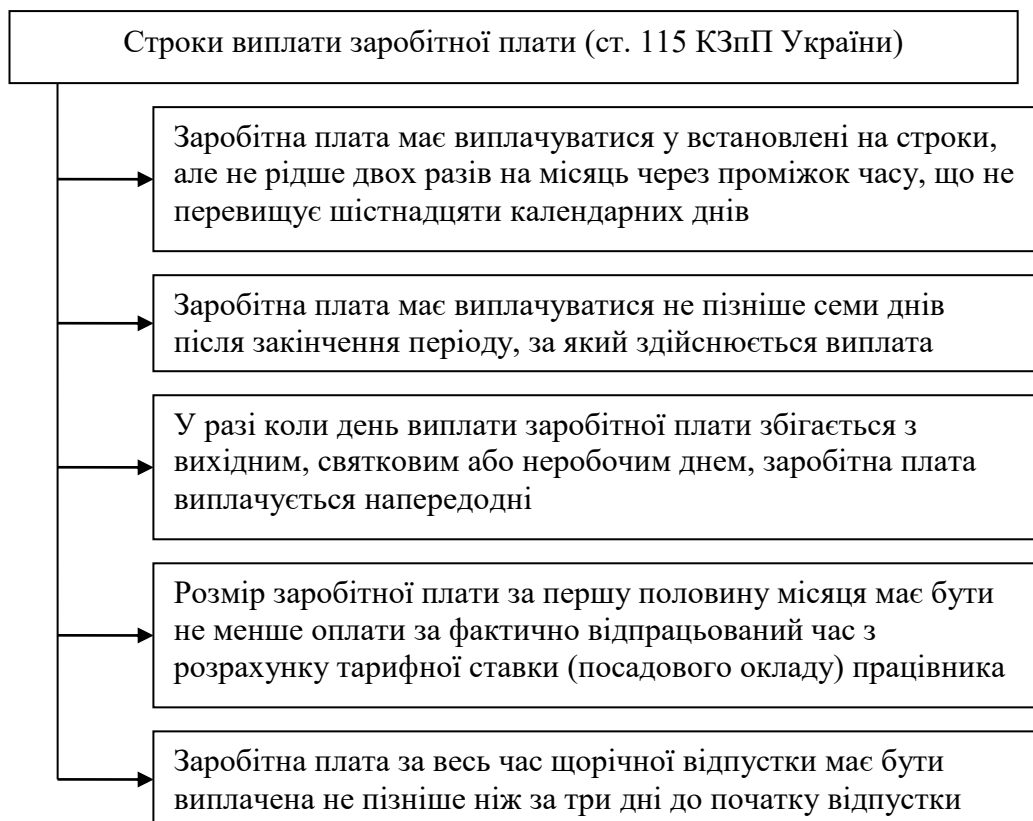 Строки виплати заробітної плати (ст. 115 КЗпП України)
Заробітна плата має виплачуватися у встановлені на строки,
але не рідше двох разів на місяць через проміжок часу, що не
перевищує шістнадцяти календарних днів
Заробітна плата має виплачуватися не пізніше семи днів
після закінчення періоду, за який здійснюється виплата
У разі коли день виплати заробітної плати збігається з
вихідним, святковим або неробочим днем, заробітна плата
виплачується напередодні
Розмір заробітної плати за першу половину місяця має бути
не менше оплати за фактично відпрацьований час з
розрахунку тарифної ставки (посадового окладу) працівника
Заробітна плата за весь час щорічної відпустки має бути
виплачена не пізніше ніж за три дні до початку відпустки